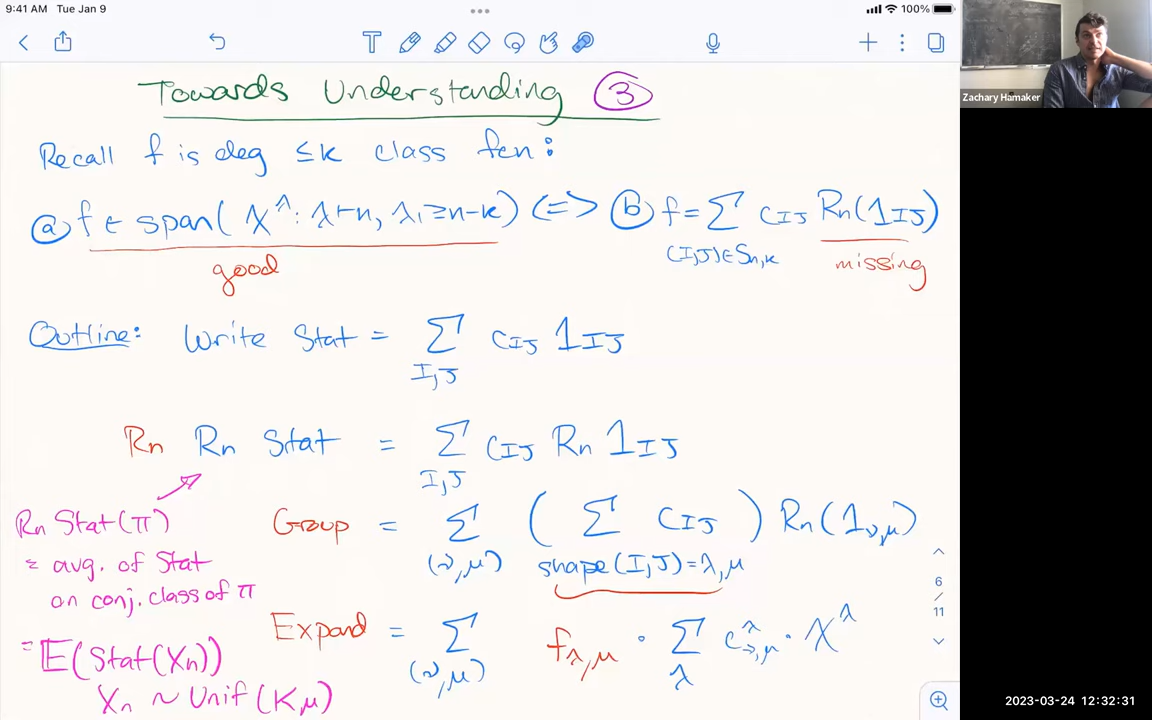 9:41 AM Tue Jan 9
100%
Towards Understanding ③
Recall f is deg ≤k class fcn:
ⓐ f ∈ span( χ^λ : λ⊢n, λ₁≥n-k) <=> ⓑ f = ∑ c_IJ Rn(1_IJ)
(I,J)∈S_n,k
good
missing
Outline: Write Stat = ∑ c_IJ 1_IJ
I,J
Rn Rn Stat = ∑ c_IJ Rn 1_IJ
I,J
Rn Stat(π)
= avg. of Stat
on conj. class of π
= 𝔼(Stat(Xn))
Xn ~ Unif(K_μ)
Group = ∑ ( ∑ c_IJ ) Rn(1_ν,μ)
(ν,μ) shape(I,J)=λ,μ
Expand = ∑ f_λ,μ · ∑ c^λ_ν,μ · χ^λ
(ν,μ) λ
6
/
11
Zachary Hamaker
2023-03-24 12:32:31